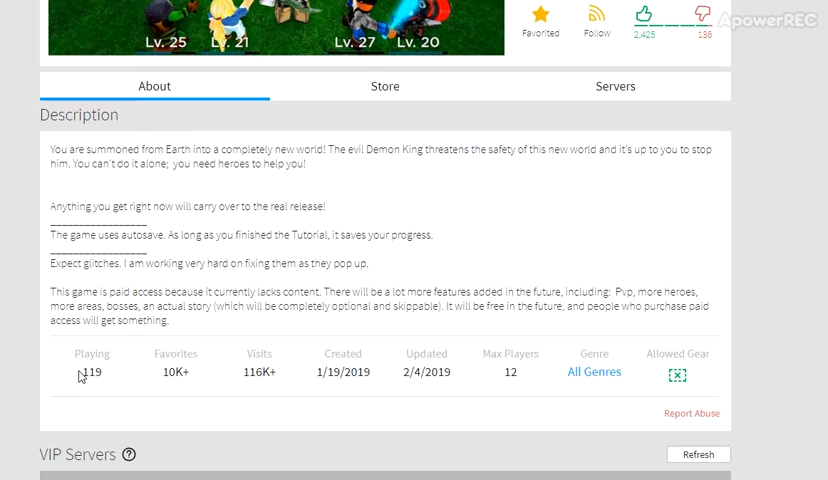 ApowerREC
Lv. 25 Lv. 21 Lv. 27 Lv. 20
Favorited Follow 2,425 136
About Store Servers
Description
You are summoned from Earth into a completely new world! The evil Demon King threatens the safety of this new world and it's up to you to stop
him. You can't do it alone; you need heroes to help you!
Anything you get right now will carry over to the real release!
_________________
The game uses autosave. As long as you finished the Tutorial, it saves your progress.
_________________
Expect glitches. I am working very hard on fixing them as they pop up.
This game is paid access because it currently lacks content. There will be a lot more features added in the future, including: Pvp, more heroes,
more areas, bosses, an actual story (which will be completely optional and skippable). It will be free in the future, and people who purchase paid
access will get something.
Playing Favorites Visits Created Updated Max Players Genre Allowed Gear
119 10K+ 116K+ 1/19/2019 2/4/2019 12 All Genres
Report Abuse
VIP Servers ? Refresh